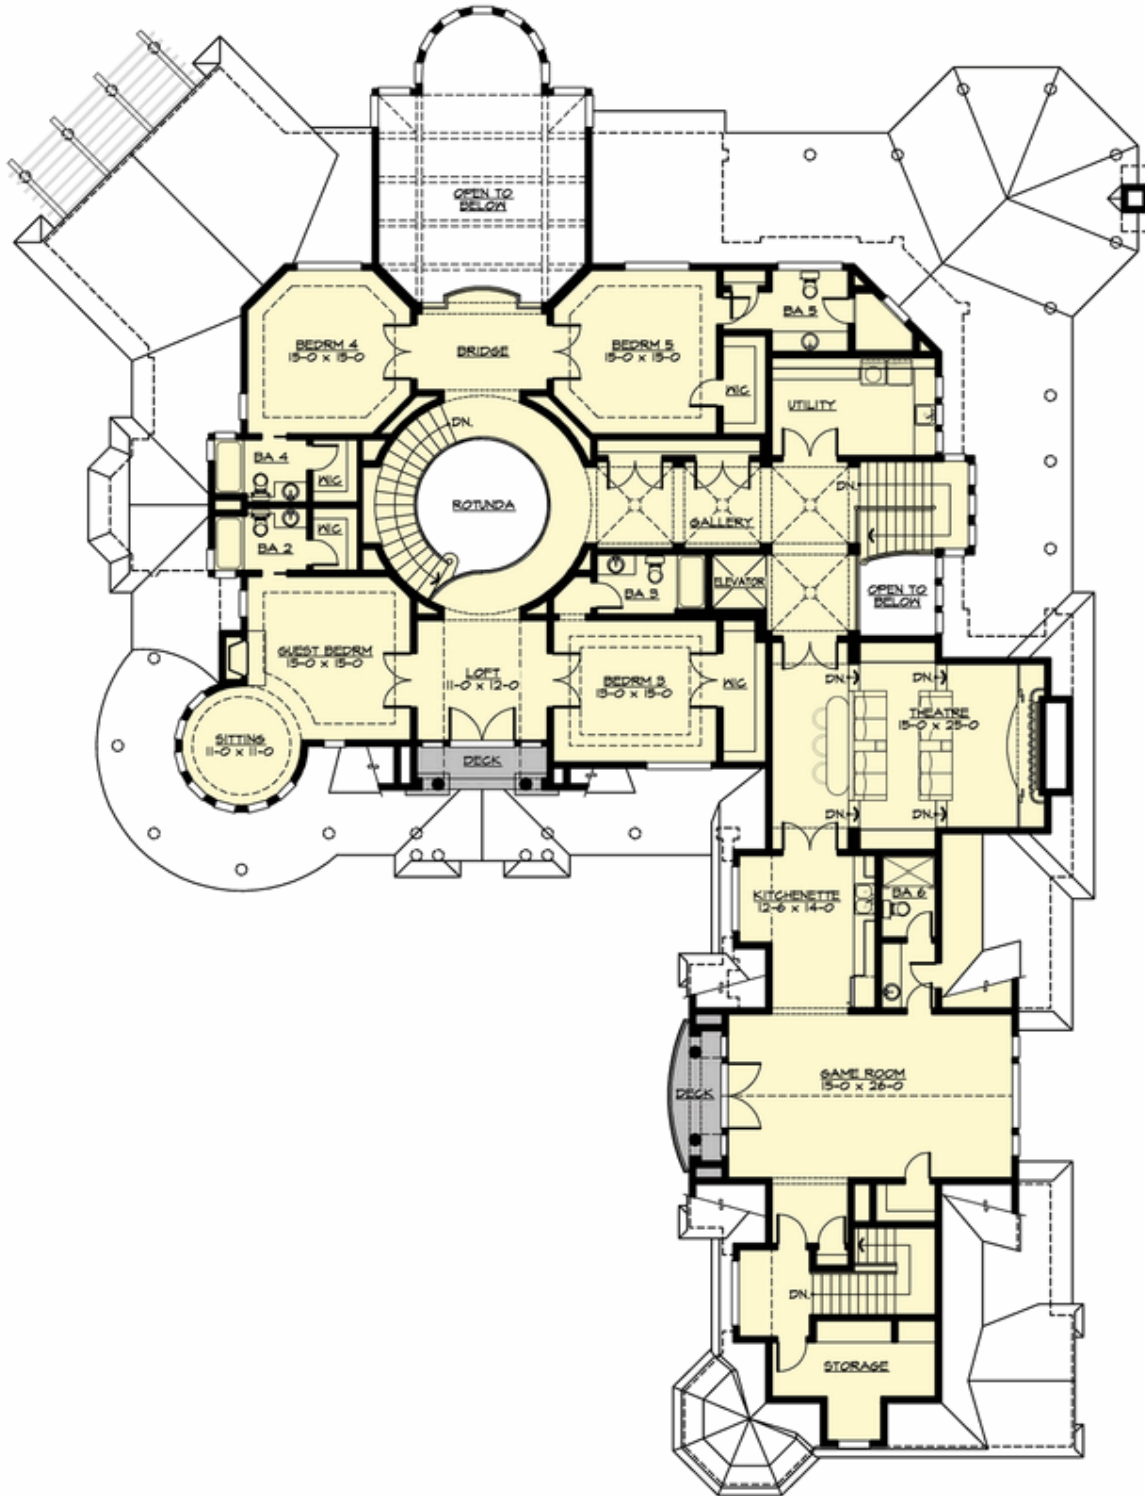 OPEN TO
BELOW
BEDRM 4
15-0 x 15-0
BRIDGE
BEDRM 5
15-0 x 15-0
BA 5
WIC
UTILITY
DN.
BA 4
WIC
ROTUNDA
GALLERY
DN.
WIC
BA 2
BA 3
ELEVATOR
OPEN TO
BELOW
GUEST BEDRM
15-0 x 15-0
LOFT
11-0 x 12-0
BEDRM 3
15-0 x 15-0
WIC
DN.
DN.
THEATRE
15-0 x 25-0
SITTING
11-0 x 11-0
DECK
DN.
DN.
KITCHENETTE
12-6 x 14-0
BA 6
GAME ROOM
15-0 x 26-0
DECK
DN.
STORAGE